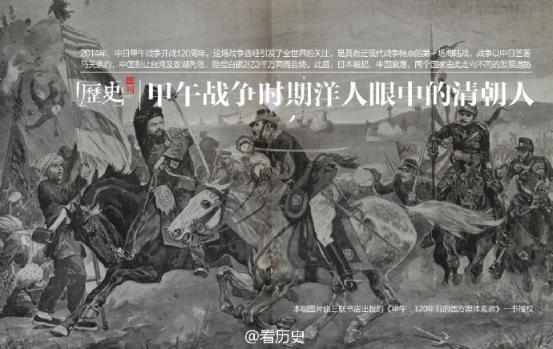 2014年，中日甲午战争开战120周年。这场战争曾经引发了全世界的关注，是具有近现代战争特点的第一场海陆战，战争以中日签署
马关条约，中国割让台湾及澎湖列岛，赔偿白银2亿3千万两而告终。此后，日本崛起，中国衰落，两个国家由此走向不同的发展道路
歷史 国刊 甲午战争时期洋人眼中的清朝人
本组图片由三联书店出版的《甲午：120年前的西方媒体观察》一书授权
@看历史